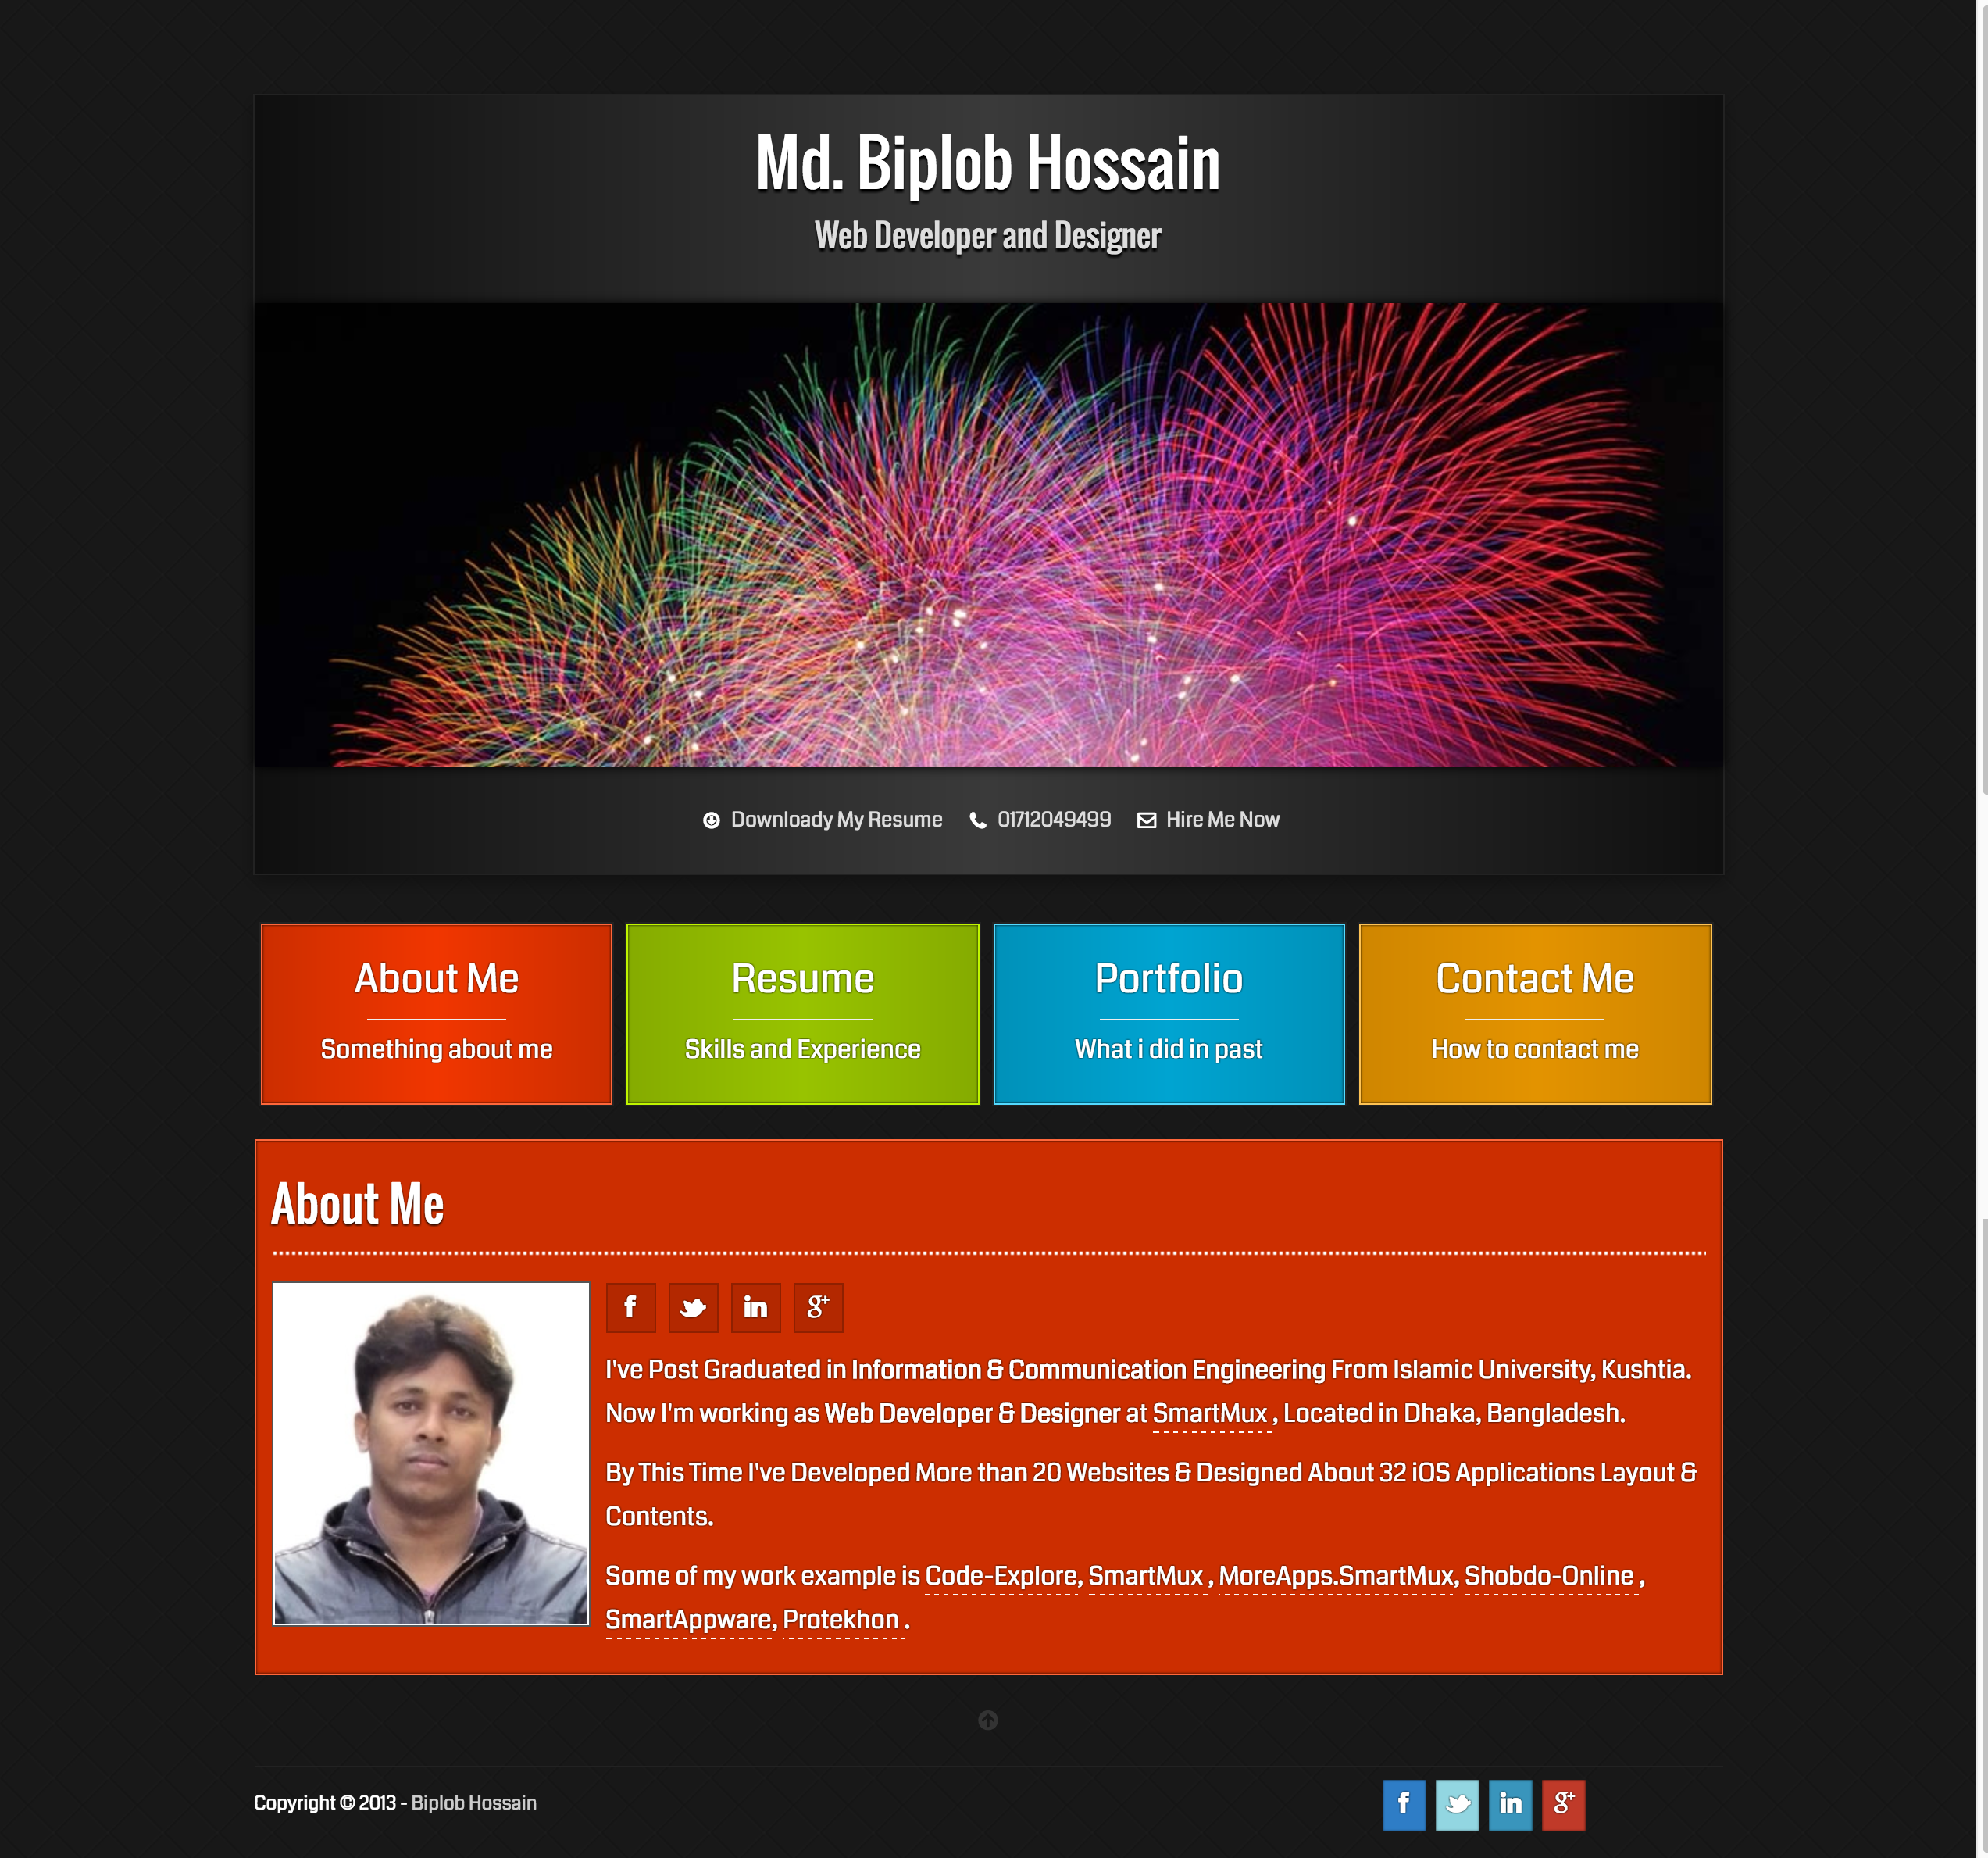 Md. Biplob Hossain
Web Developer and Designer
Downloady My Resume 01712049499 Hire Me Now
About Me
Something about me
Resume
Skills and Experience
Portfolio
What i did in past
Contact Me
How to contact me
About Me
f in g+
I've Post Graduated in Information & Communication Engineering From Islamic University, Kushtia.
Now I'm working as Web Developer & Designer at SmartMux , Located in Dhaka, Bangladesh.
By This Time I've Developed More than 20 Websites & Designed About 32 iOS Applications Layout &
Contents.
Some of my work example is Code-Explore, SmartMux , MoreApps.SmartMux, Shobdo-Online ,
SmartAppware, Protekhon .
Copyright © 2013 - Biplob Hossain
f in g+